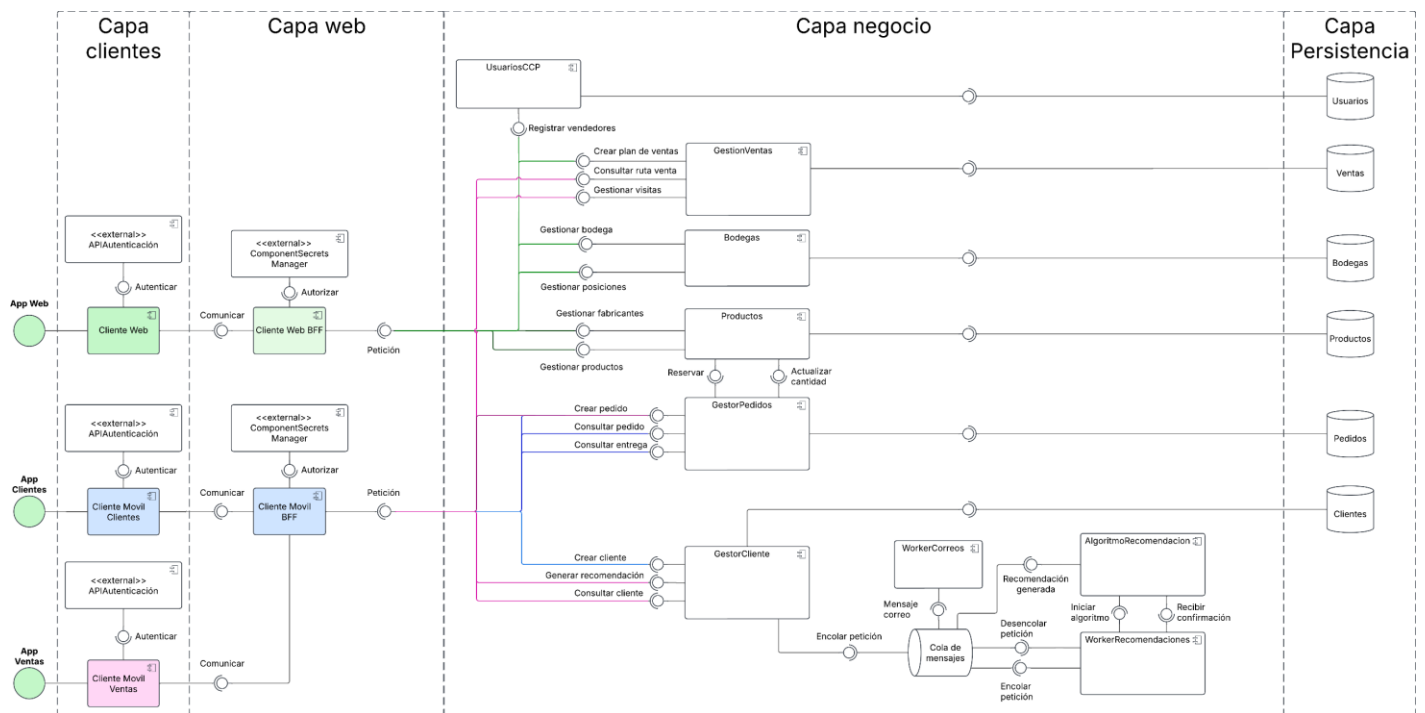 Capa
clientes
Capa web
Capa negocio
Capa
Persistencia
UsuariosCCP
Usuarios
Registrar vendedores
Crear plan de ventas
Consultar ruta venta
Gestionar visitas
GestionVentas
Ventas
<<external>>
APIAutenticación
Autenticar
<<external>>
ComponentSecrets
Manager
Autorizar
Gestionar bodega
Gestionar posiciones
Bodegas
Bodegas
App Web
Cliente Web
Comunicar
Cliente Web BFF
Petición
Gestionar fabricantes
Gestionar productos
Productos
Productos
Reservar
Actualizar
cantidad
<<external>>
APIAutenticación
Autenticar
<<external>>
ComponentSecrets
Manager
Autorizar
Crear pedido
Consultar pedido
Consultar entrega
GestorPedidos
Pedidos
App
Clientes
Cliente Movil
Clientes
Comunicar
Cliente Movil
BFF
Petición
Clientes
<<external>>
APIAutenticación
Autenticar
Crear cliente
Generar recomendación
Consultar cliente
GestorCliente
WorkerCorreos
AlgoritmoRecomendacion
Recomendación
generada
Mensaje
correo
Iniciar
algoritmo
Recibir
confirmación
Encolar petición
Cola de
mensajes
Desencolar
petición
Encolar
petición
WorkerRecomendaciones
App
Ventas
Cliente Movil
Ventas
Comunicar